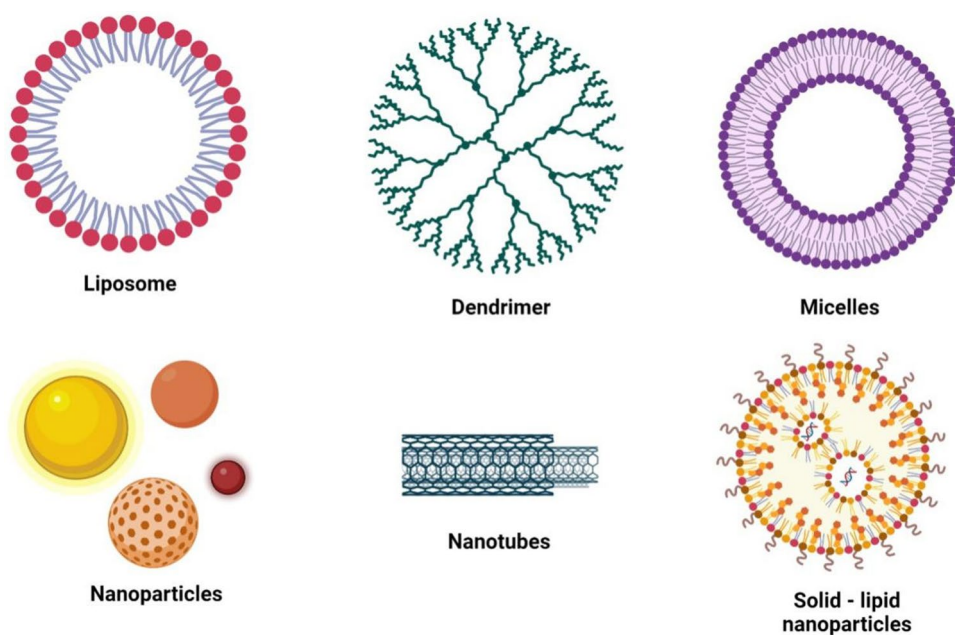 Liposome
Dendrimer
Micelles
Nanoparticles
Nanotubes
Solid - lipid
nanoparticles